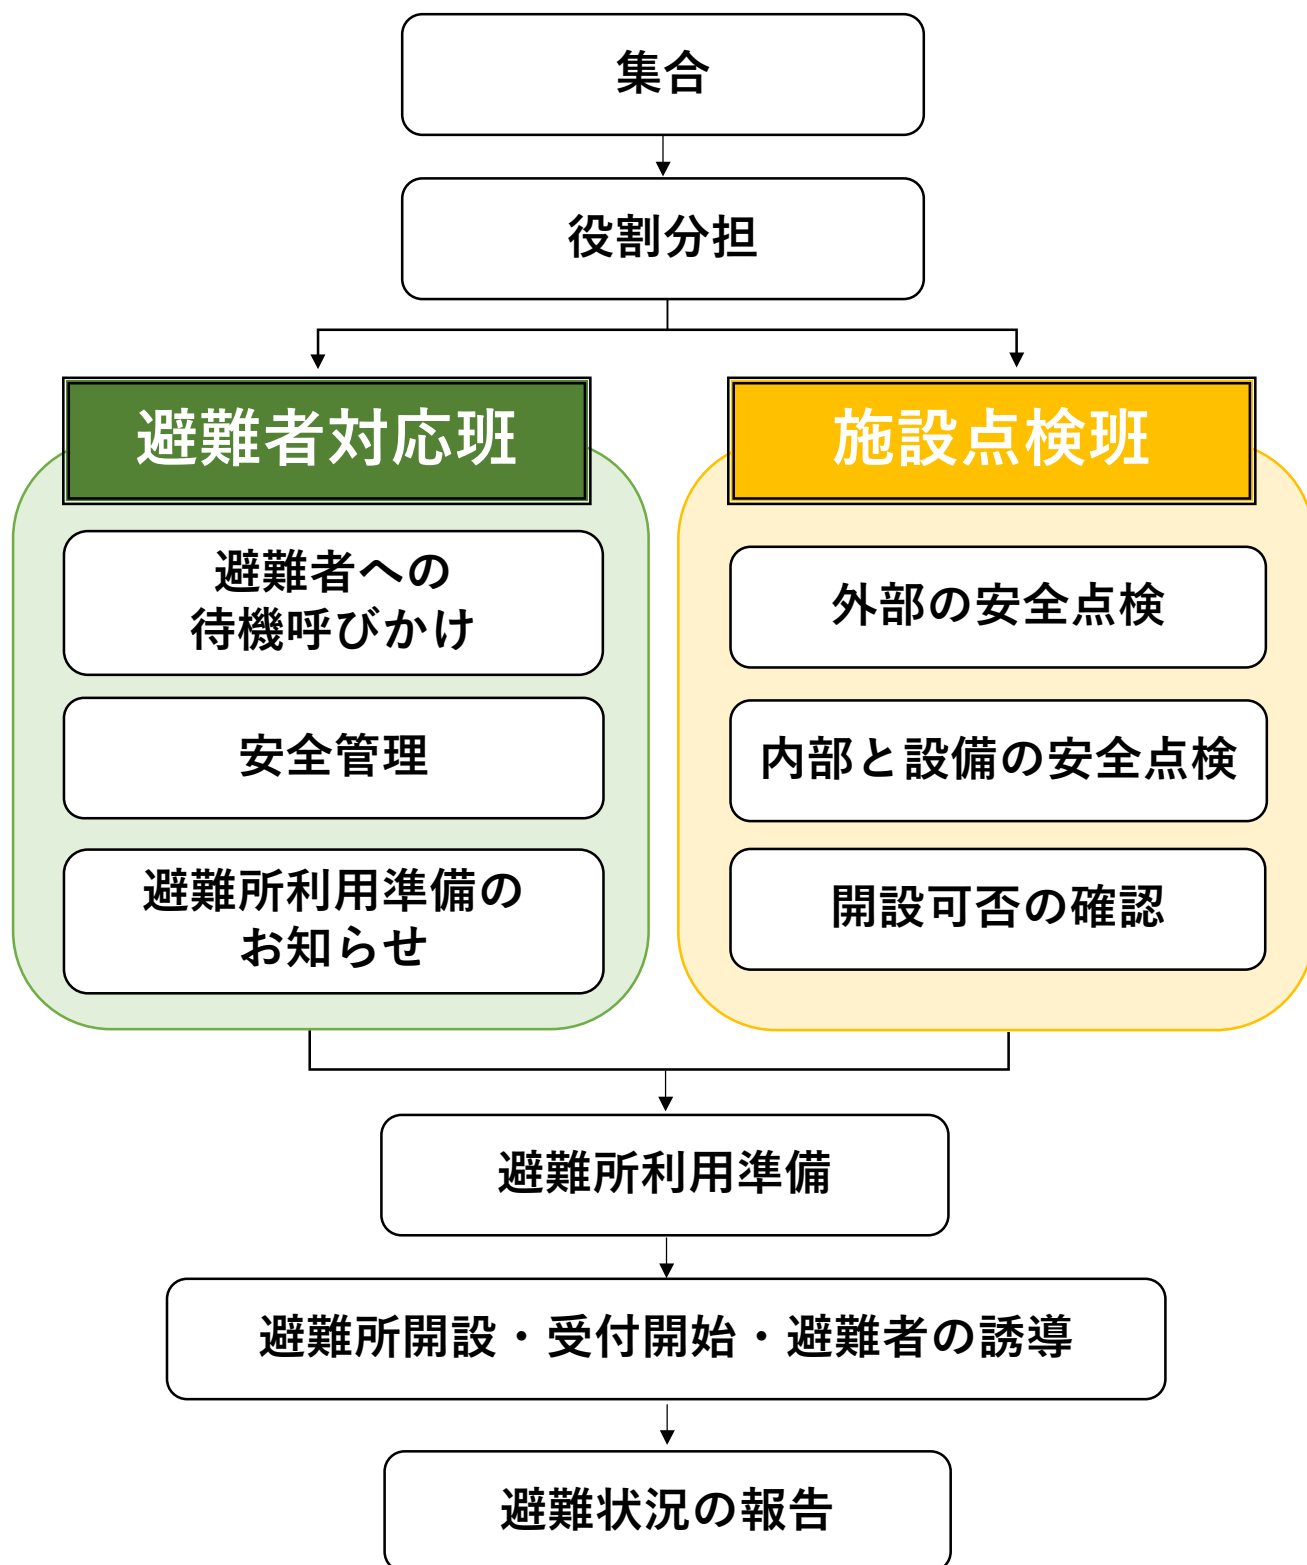 集合
役割分担
避難者対応班
避難者への
待機呼びかけ
安全管理
避難所利用準備の
お知らせ
施設点検班
外部の安全点検
内部と設備の安全点検
開設可否の確認
避難所利用準備
避難所開設・受付開始・避難者の誘導
避難状況の報告